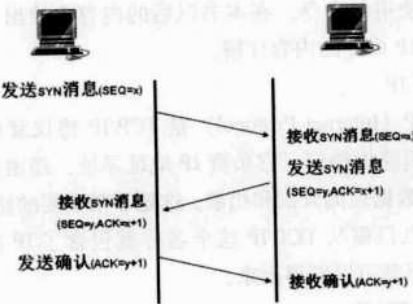 发送SYN消息(SEQ=x)
接收SYN消息(SEQ=x)
发送SYN消息
(SEQ=y,ACK=x+1)
接收SYN消息
(SEQ=y,ACK=x+1)
发送确认(ACK=y+1)
接收确认(ACK=y+1)